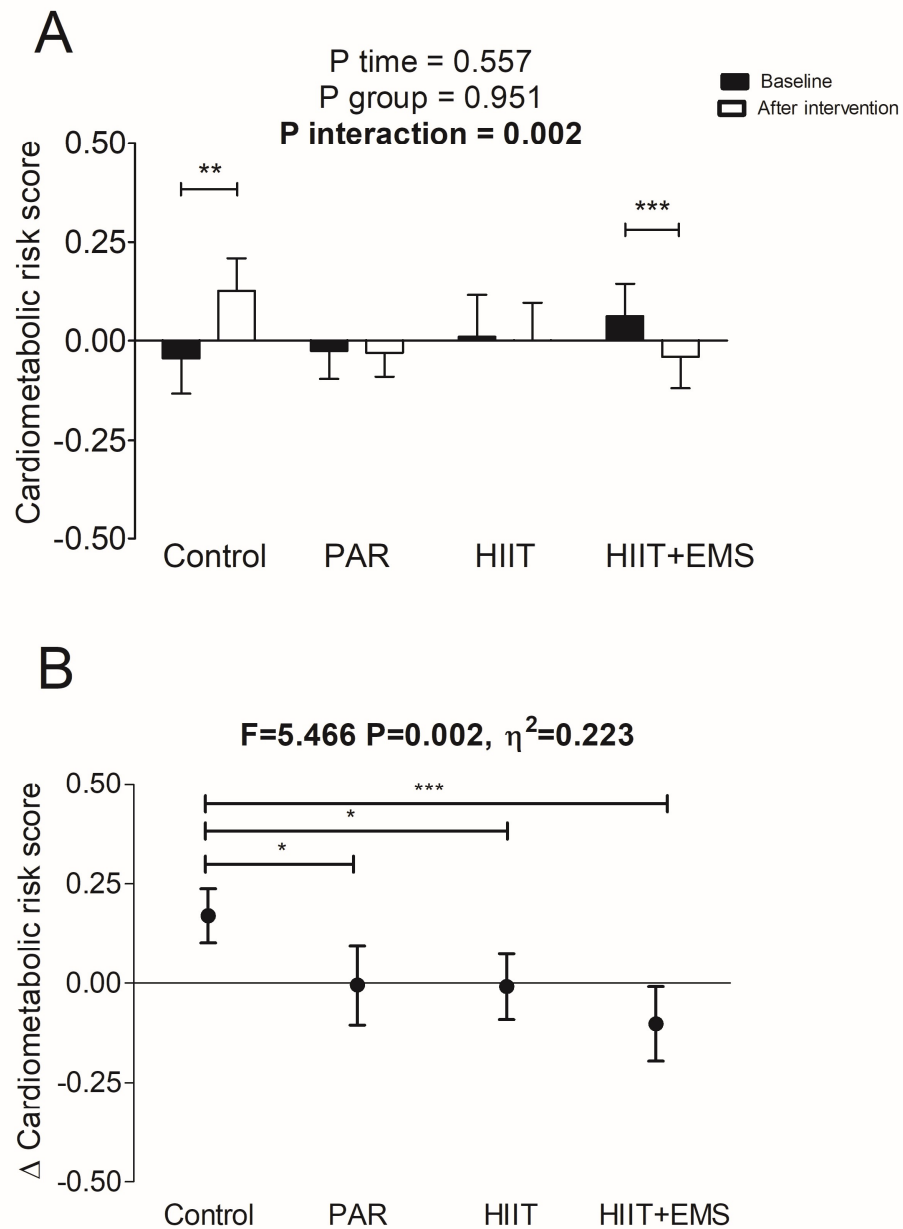 A
P time = 0.557
P group = 0.951
P interaction = 0.002
Baseline
After intervention
Cardiometabolic risk score
0.50
0.25
0.00
-0.25
-0.50
**
***
Control PAR HIIT HIIT+EMS
B
F=5.466 P=0.002, η²=0.223
Δ Cardiometabolic risk score
0.50
0.25
0.00
-0.25
-0.50
***
*
*
Control PAR HIIT HIIT+EMS